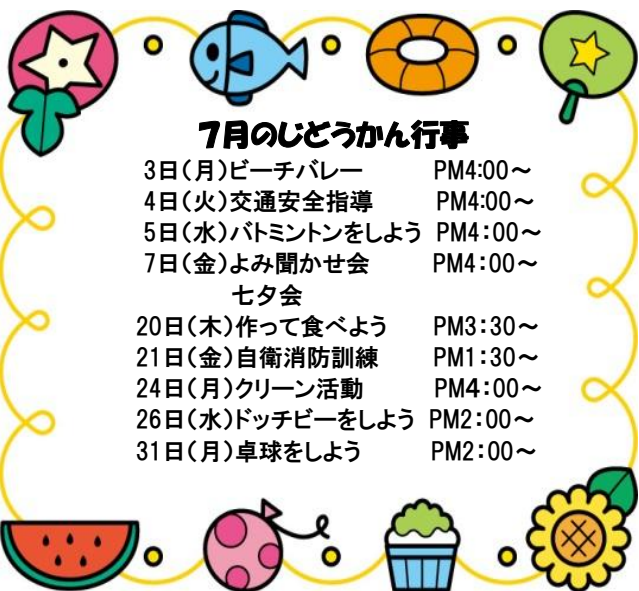 7月のじどうかん行事
3日(月)ビーチバレー PM4:00～
4日(火)交通安全指導 PM4:00～
5日(水)バトミントンをしよう PM4:00～
7日(金)よみ聞かせ会 PM4:00～
七夕会
20日(木)作って食べよう PM3:30～
21日(金)自衛消防訓練 PM1:30～
24日(月)クリーン活動 PM4:00～
26日(水)ドッチビーをしよう PM2:00～
31日(月)卓球をしよう PM2:00～